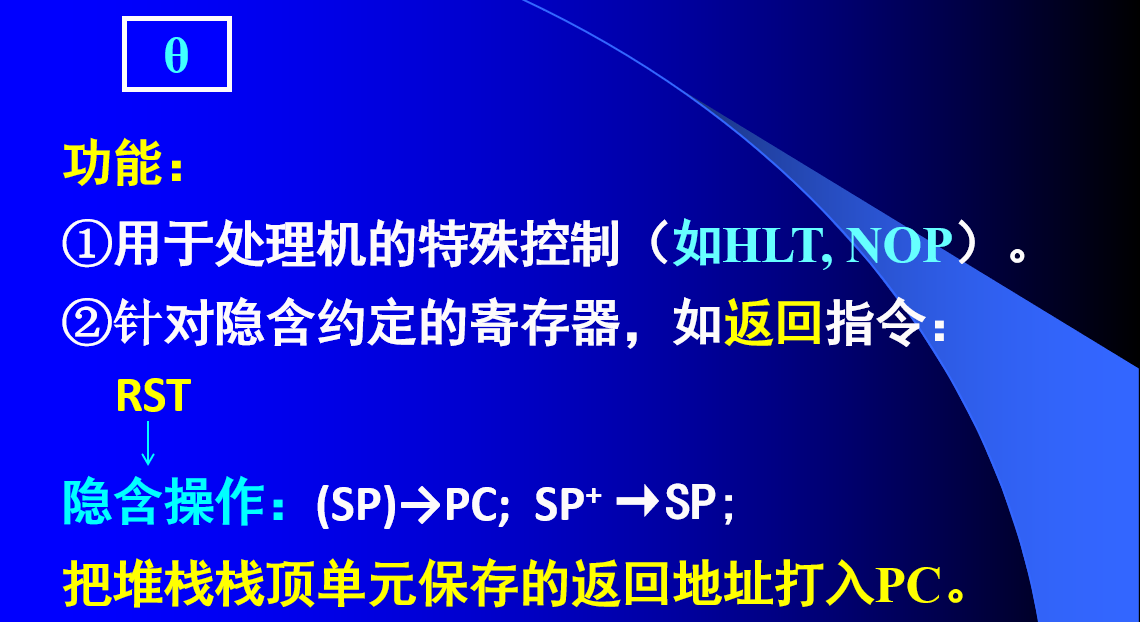 θ
功能：
①用于处理机的特殊控制（如HLT, NOP）。
②针对隐含约定的寄存器，如返回指令：
RST
隐含操作：(SP)→PC; SP⁺ →SP；
把堆栈栈顶单元保存的返回地址打入PC。